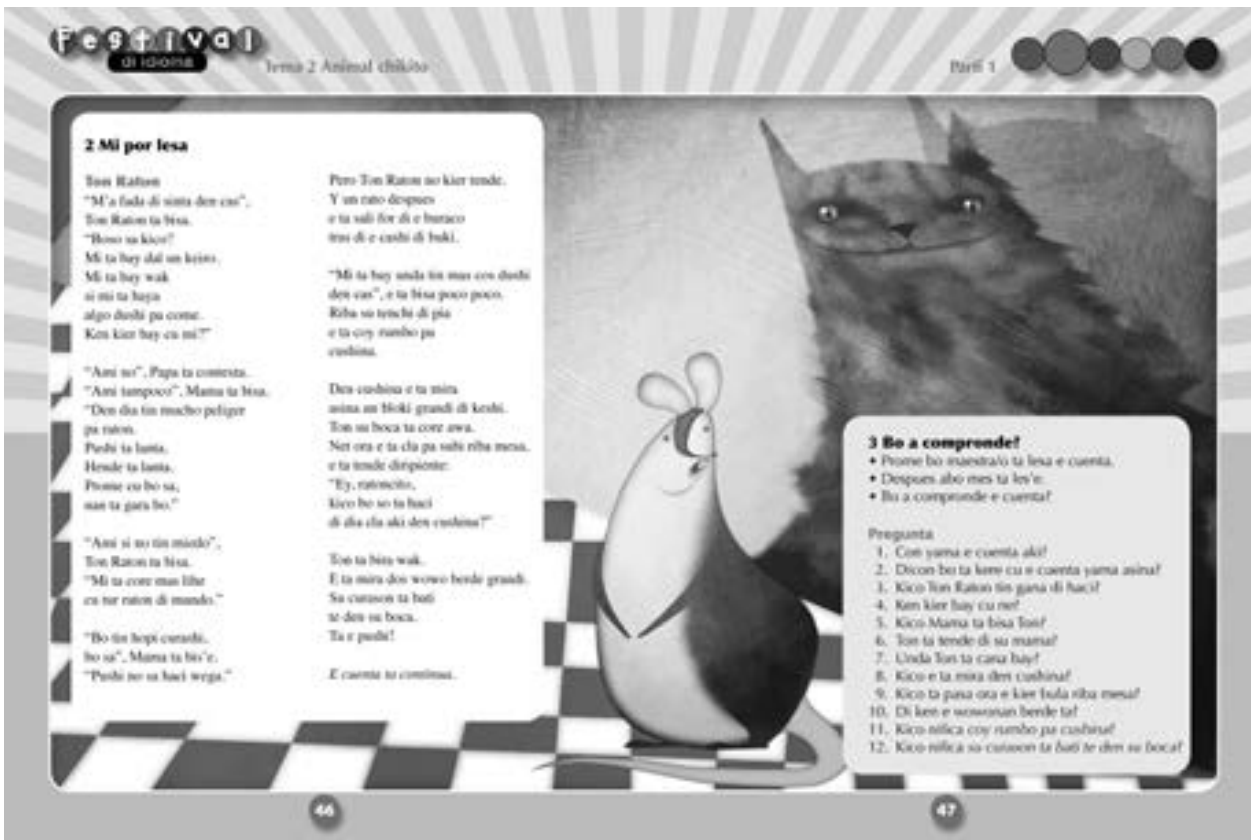 Festival
di idioma
Tema 2 Animal chikito
Parti 1
2 Mi por lesa
Ton Raton
"M'a fada di sinta den cas",
Ton Raton ta bisa.
"Boso sa kico?
Mi ta bay dal un keiro.
Mi ta bay wak
si mi ta haya
algo dushi pa come.
Ken kier bay cu mi?"
"Ami no", Papa ta contesta.
"Ami tampoco", Mama ta bisa.
"Den dia tin mucho peliger
pa raton.
Pushi ta lanta.
Hende ta lanta.
Prome cu bo sa,
nan ta gara bo."
"Ami si no tin miedo",
Ton Raton ta bisa.
"Mi ta core mas lihe
cu tur raton di mundo."
"Bo tin hopi curashi,
bo sa", Mama ta bis'e.
"Pushi no sa haci wega."
Pero Ton Raton no kier tende.
Y un rato despues
e ta sali for di e buraco
tras di e cashi di buki.
"Mi ta bay unda tin mas cos dushi
den cas", e ta bisa poco poco.
Riba su tenchi di pia
e ta coy rumbo pa
cushina.
Den cushina e ta mira
asina un bloki grandi di keshi.
Ton su boca ta core awa.
Net ora e ta cla pa subi riba mesa,
e ta tende diripiente:
"Ey, ratoncito,
kico bo so ta haci
di dia cla aki den cushina?"
Ton ta bira wak.
E ta mira dos wowo berde grandi.
Su curason ta bati
te den su boca.
Ta e pushi!
E cuenta ta continua.
3 Bo a compronde?
• Prome bo maestra/o ta lesa e cuenta.
• Despues abo mes ta les'e.
• Bo a compronde e cuenta?
Pregunta
1. Con yama e cuenta aki?
2. Dicon bo ta kere cu e cuenta yama asina?
3. Kico Ton Raton tin gana di haci?
4. Ken kier bay cu ne?
5. Kico Mama ta bisa Ton?
6. Ton ta tende di su mama?
7. Unda Ton ta cana bay?
8. Kico e ta mira den cushina?
9. Kico ta pasa ora e kier bula riba mesa?
10. Di ken e wowonan berde ta?
11. Kico nifica coy rumbo pa cushina?
12. Kico nifica su curason ta bati te den su boca?
46
47